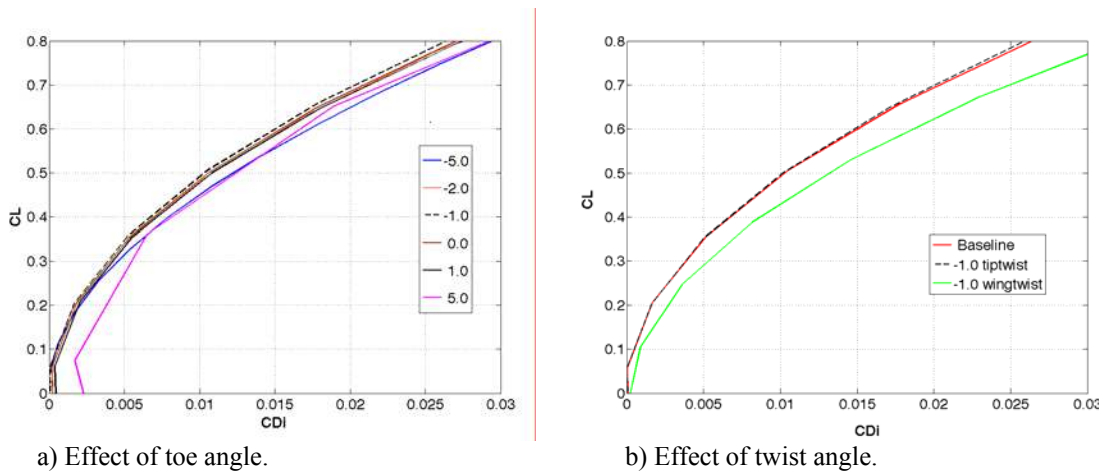 0.8
0.7
0.6
0.5
0.4
0.3
0.2
0.1
0
CL
0 0.005 0.01 0.015 0.02 0.025 0.03
CDi
-5.0
-2.0
-1.0
0.0
1.0
5.0
a) Effect of toe angle.
0.8
0.7
0.6
0.5
0.4
0.3
0.2
0.1
0
CL
0 0.005 0.01 0.015 0.02 0.025 0.03
CDi
Baseline
-1.0 tiptwist
-1.0 wingtwist
b) Effect of twist angle.